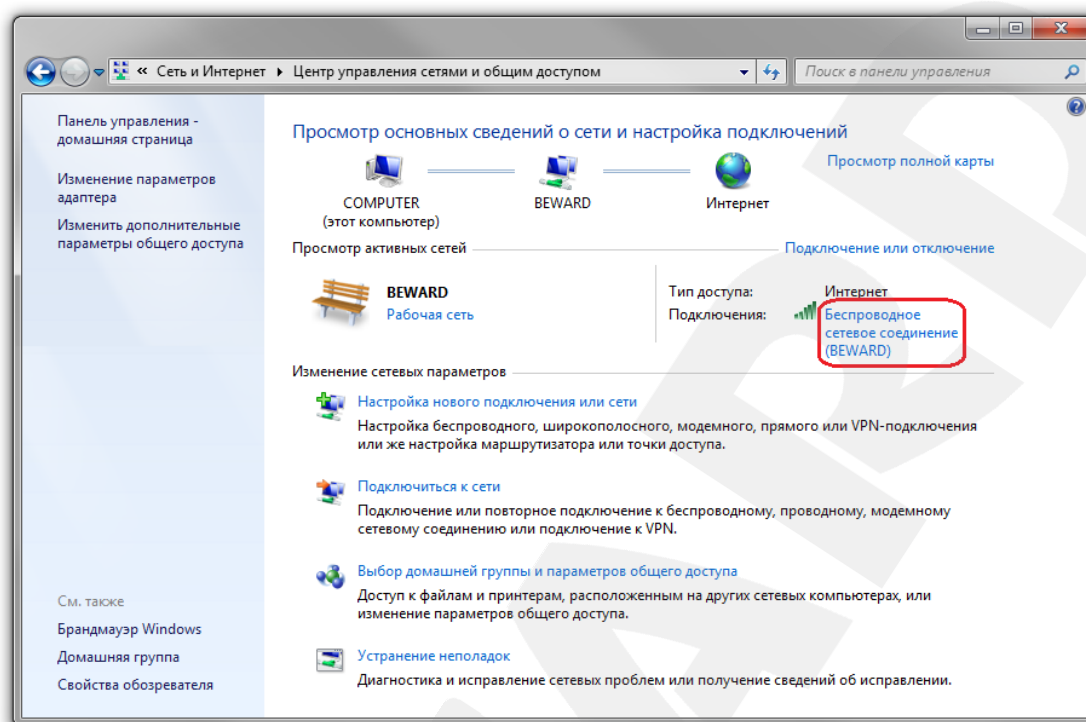 « Сеть и Интернет ▸ Центр управления сетями и общим доступом
Поиск в панели управления
Панель управления -
домашняя страница
Изменение параметров
адаптера
Изменить дополнительные
параметры общего доступа
См. также
Брандмауэр Windows
Домашняя группа
Свойства обозревателя
Просмотр основных сведений о сети и настройка подключений
COMPUTER
(этот компьютер)
BEWARD
Интернет
Просмотр полной карты
Просмотр активных сетей
Подключение или отключение
BEWARD
Рабочая сеть
Тип доступа: Интернет
Подключения: Беспроводное
сетевое соединение
(BEWARD)
Изменение сетевых параметров
Настройка нового подключения или сети
Настройка беспроводного, широкополосного, модемного, прямого или VPN-подключения
или же настройка маршрутизатора или точки доступа.
Подключиться к сети
Подключение или повторное подключение к беспроводному, проводному, модемному
сетевому соединению или подключение к VPN.
Выбор домашней группы и параметров общего доступа
Доступ к файлам и принтерам, расположенным на других сетевых компьютерах, или
изменение параметров общего доступа.
Устранение неполадок
Диагностика и исправление сетевых проблем или получение сведений об исправлении.